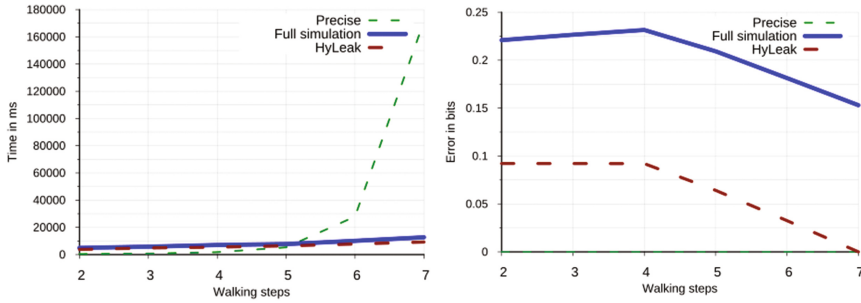 180000
160000
140000
120000
100000
80000
60000
40000
20000
0
Time in ms
Precise
Full simulation
HyLeak
2 3 4 5 6 7
Walking steps
0.25
0.2
0.15
0.1
0.05
0
Error in bits
Precise
Full simulation
HyLeak
2 3 4 5 6 7
Walking steps